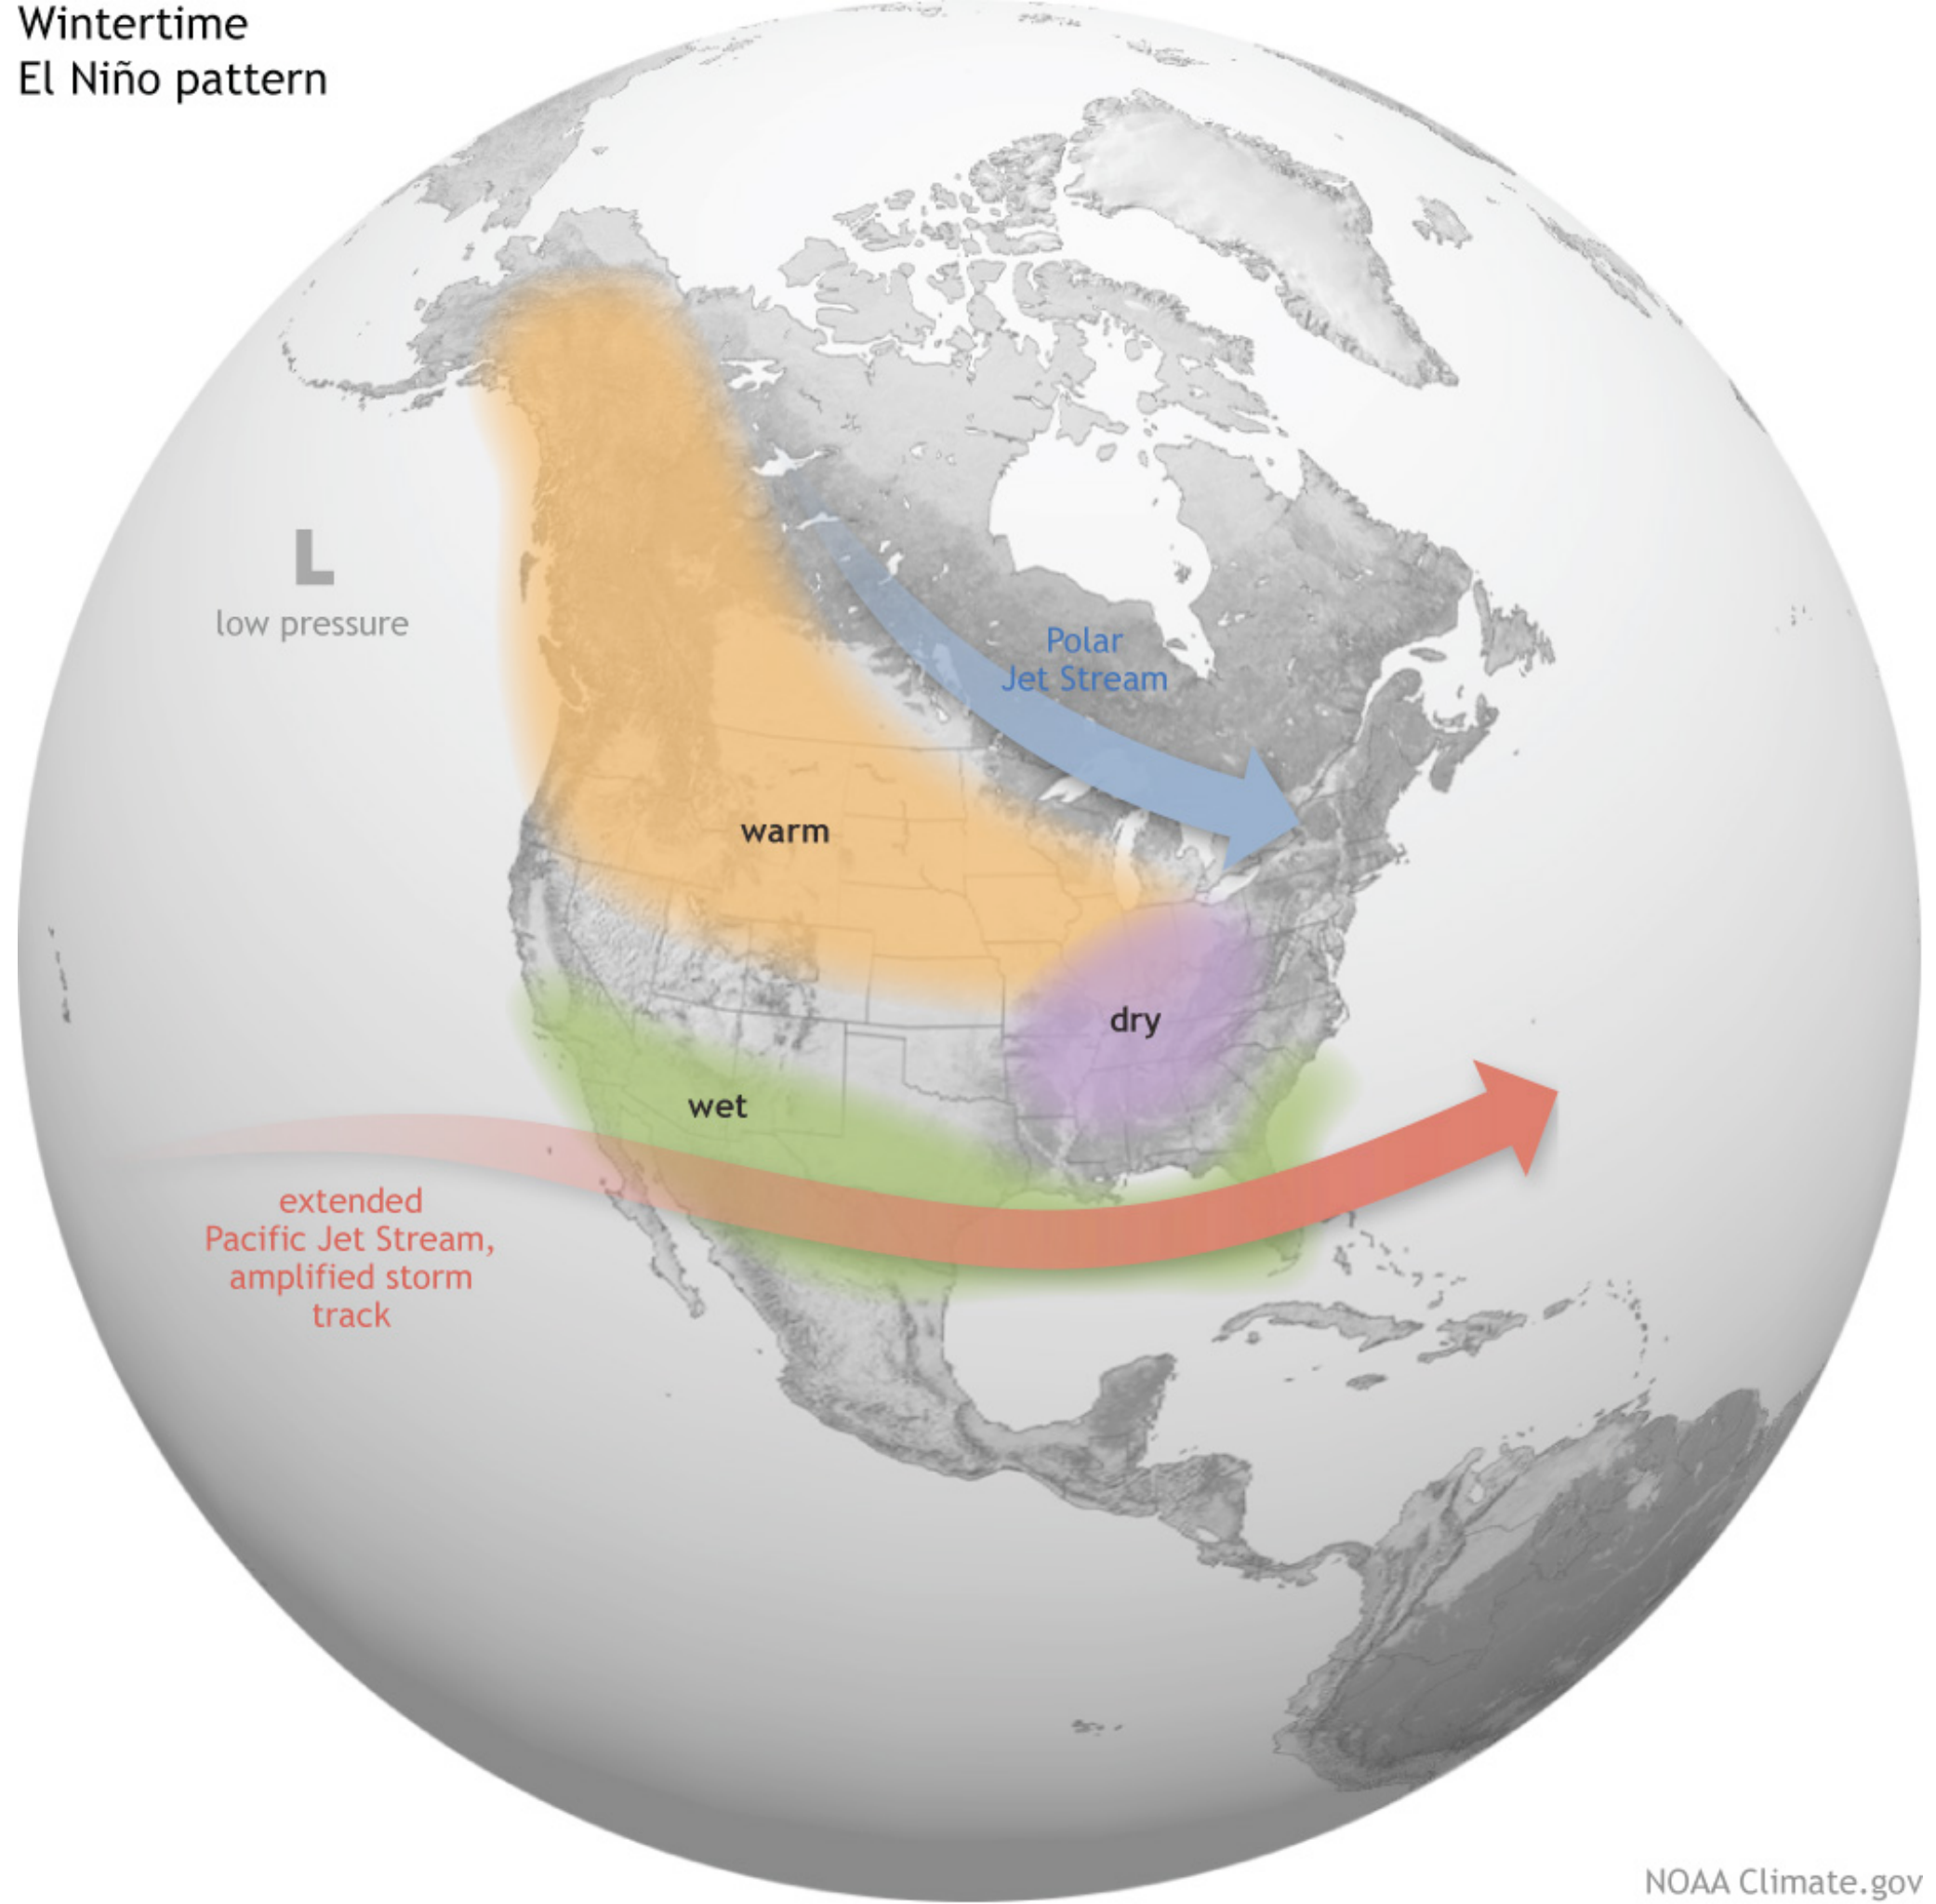 Wintertime
El Niño pattern
L
low pressure
Polar
Jet Stream
warm
dry
wet
extended
Pacific Jet Stream,
amplified storm
track
NOAA Climate.gov